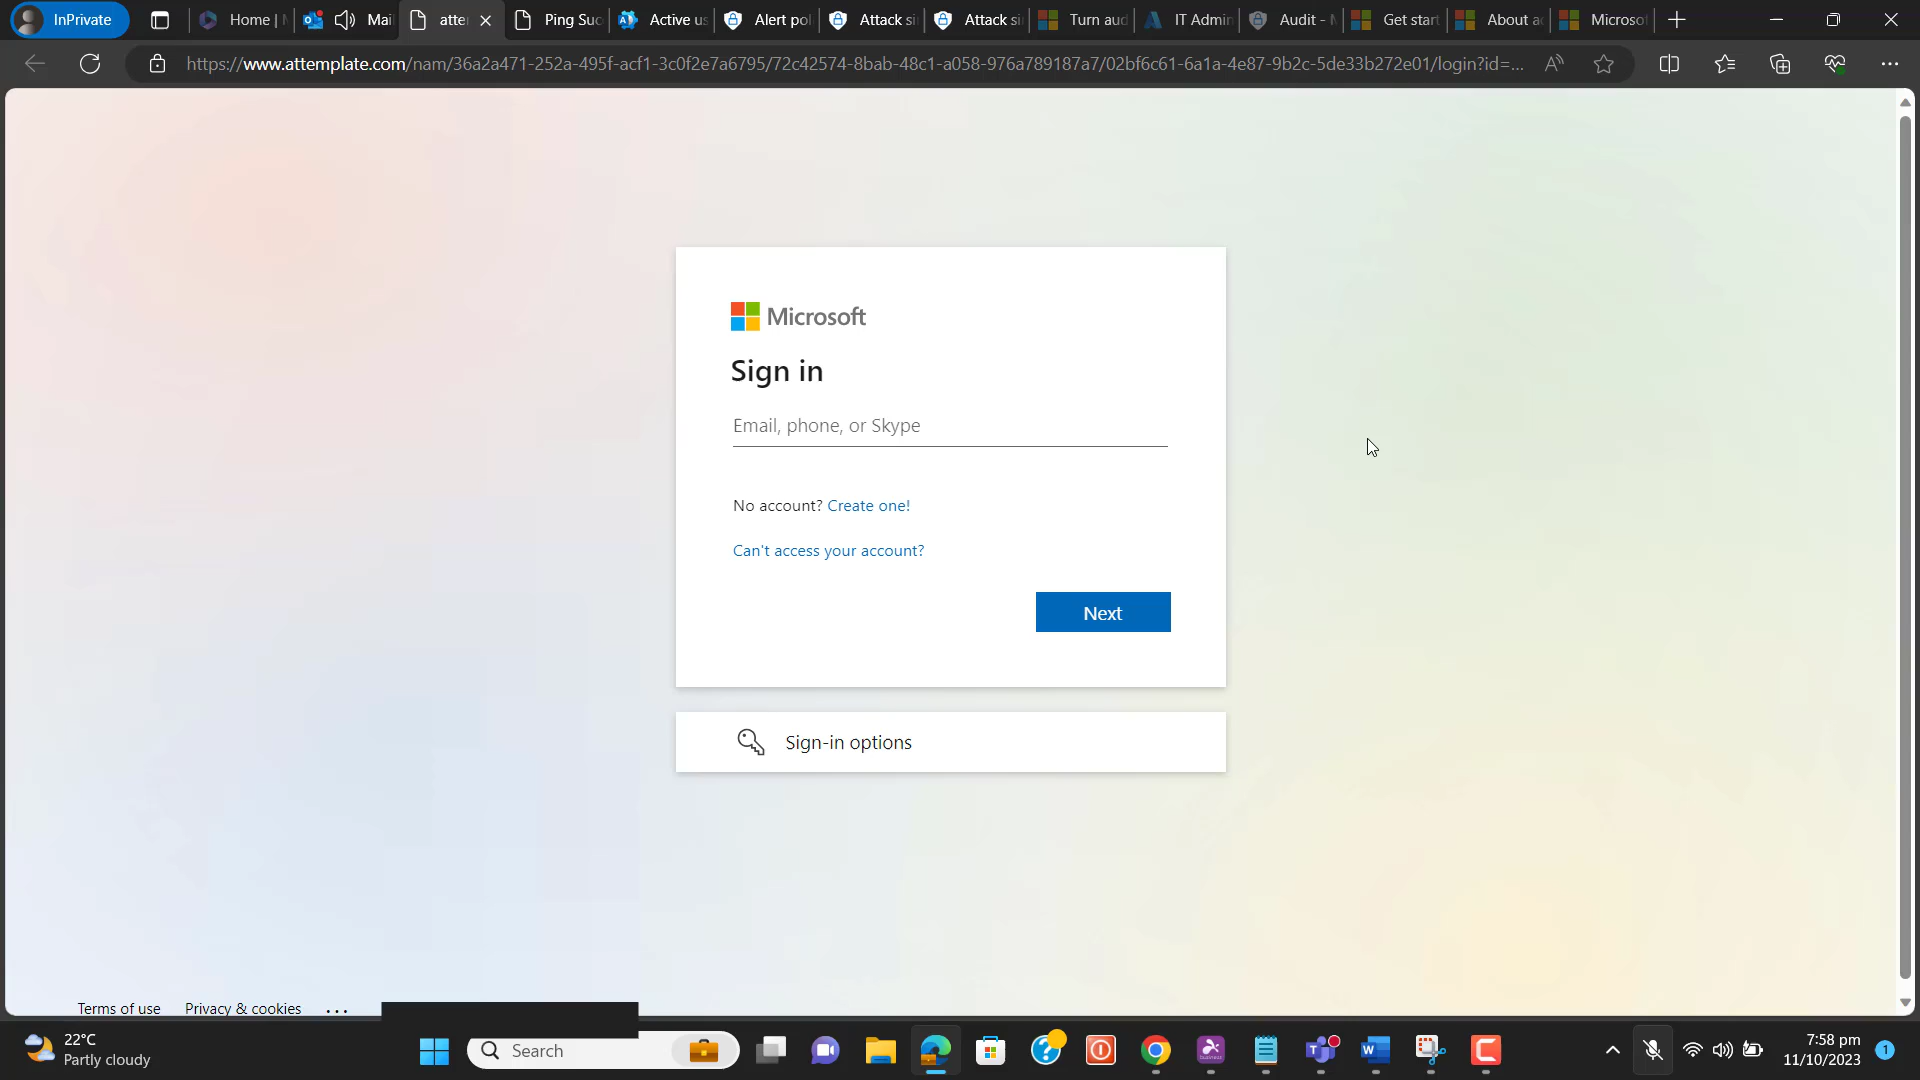 InPrivate
Home |
Mai
atte
Ping Suc
Active us
Alert pol
Attack si
Attack si
Turn aud
IT Admin
Audit -
Get start
About a
Microsof
https://www.attemplate.com/nam/36a2a471-252a-495f-acf1-3c0f2e7a6795/72c42574-8bab-48c1-a058-976a789187a7/02bf6c61-6a1a-4e87-9b2c-5de33b272e01/login?id=...
Microsoft
Sign in
Email, phone, or Skype
No account? Create one!
Can't access your account?
Next
Sign-in options
Terms of use Privacy & cookies ...
22°C
Partly cloudy
Search
7:58 pm
11/10/2023
1